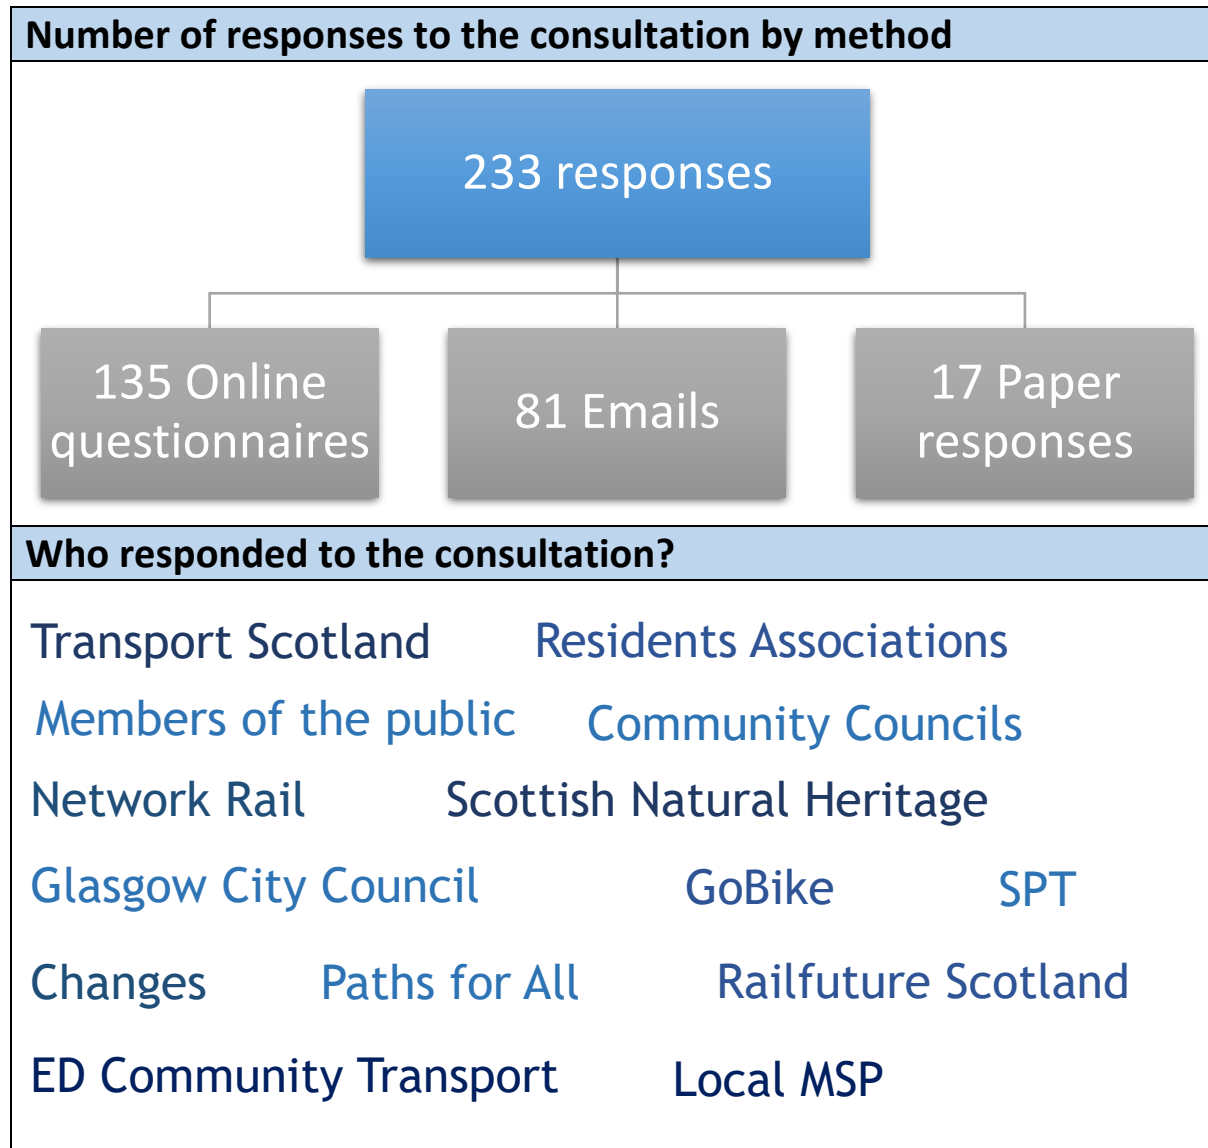 Number of responses to the consultation by method
233 responses
135 Online
questionnaires
81 Emails
17 Paper
responses
Who responded to the consultation?
Transport Scotland
Residents Associations
Members of the public
Community Councils
Network Rail
Scottish Natural Heritage
Glasgow City Council
GoBike
SPT
Changes
Paths for All
Railfuture Scotland
ED Community Transport
Local MSP